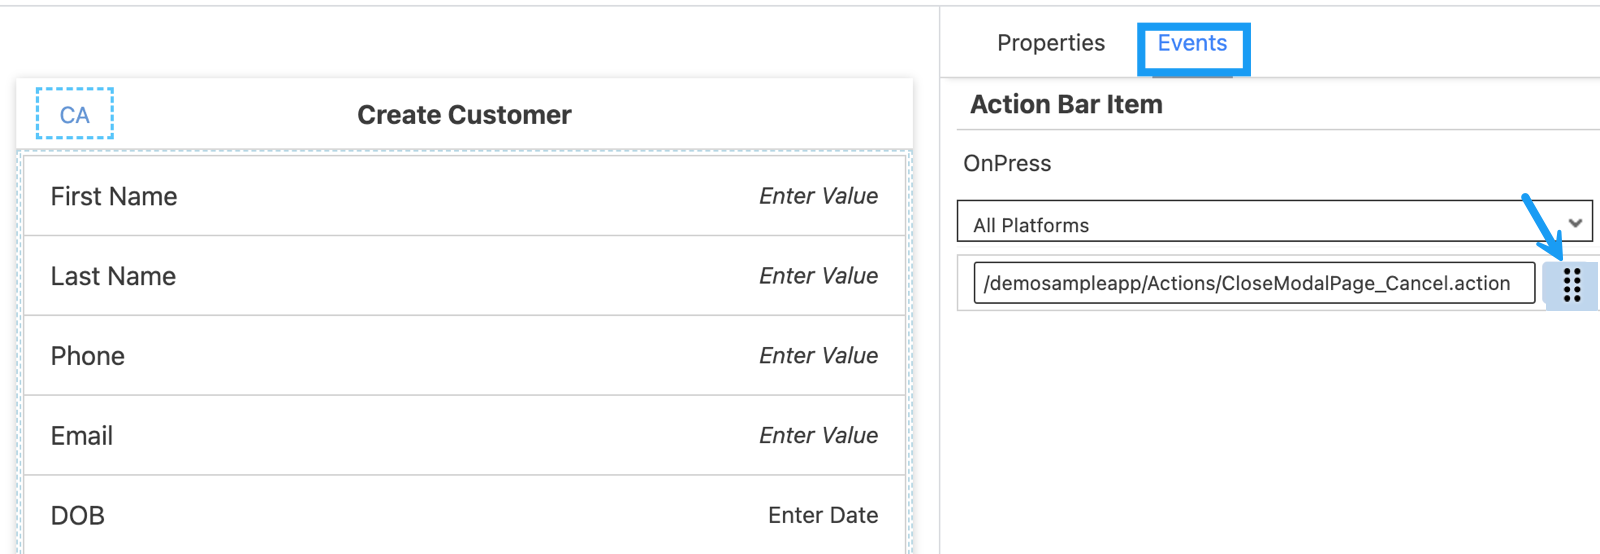 Properties
Events
CA
Create Customer
Action Bar Item
First Name
Enter Value
Last Name
Enter Value
Phone
Enter Value
Email
Enter Value
DOB
Enter Date
OnPress
All Platforms
/demosampleapp/Actions/CloseModalPage_Cancel.action